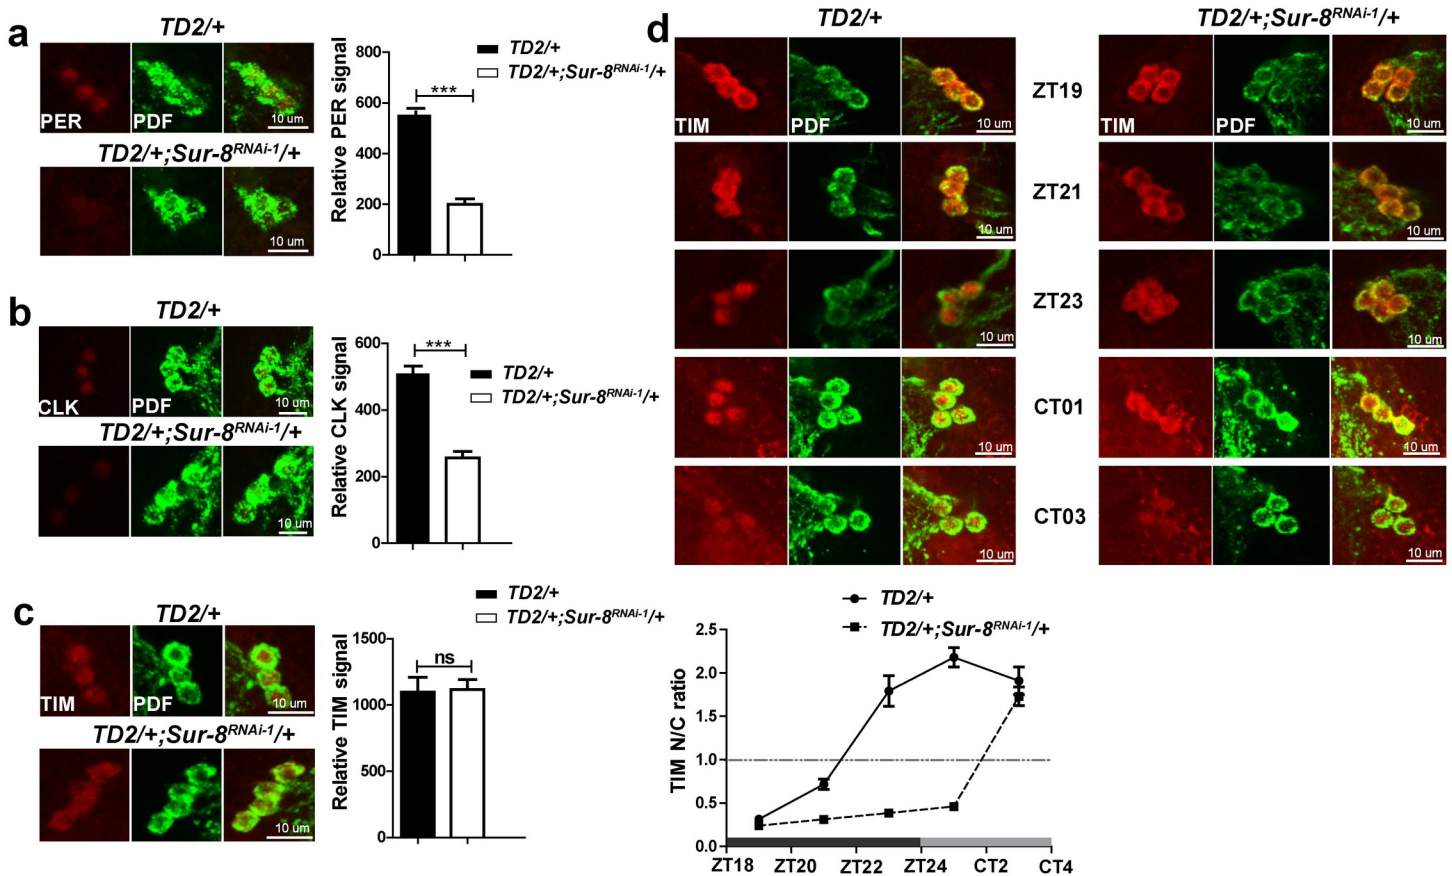 a
TD2/+
PER
PDF
10 um
TD2/+;Sur-8RNAi-1/+
10 um
Relative PER signal
800
600
400
200
0
***
TD2/+
TD2/+;Sur-8RNAi-1/+
b
TD2/+
CLK
PDF
10 um
TD2/+;Sur-8RNAi-1/+
10 um
Relative CLK signal
600
400
200
0
***
TD2/+
TD2/+;Sur-8RNAi-1/+
c
TD2/+
TIM
PDF
10 um
TD2/+;Sur-8RNAi-1/+
10 um
Relative TIM signal
1500
1000
500
0
ns
TD2/+
TD2/+;Sur-8RNAi-1/+
d
TD2/+
TD2/+;Sur-8RNAi-1/+
TIM
PDF
10 um
ZT19
TIM
PDF
10 um
10 um
ZT21
10 um
10 um
ZT23
10 um
10 um
CT01
10 um
10 um
CT03
10 um
TD2/+
TD2/+;Sur-8RNAi-1/+
TIM N/C ratio
2.5
2.0
1.5
1.0
0.5
0.0
ZT18 ZT20 ZT22 ZT24 CT2 CT4